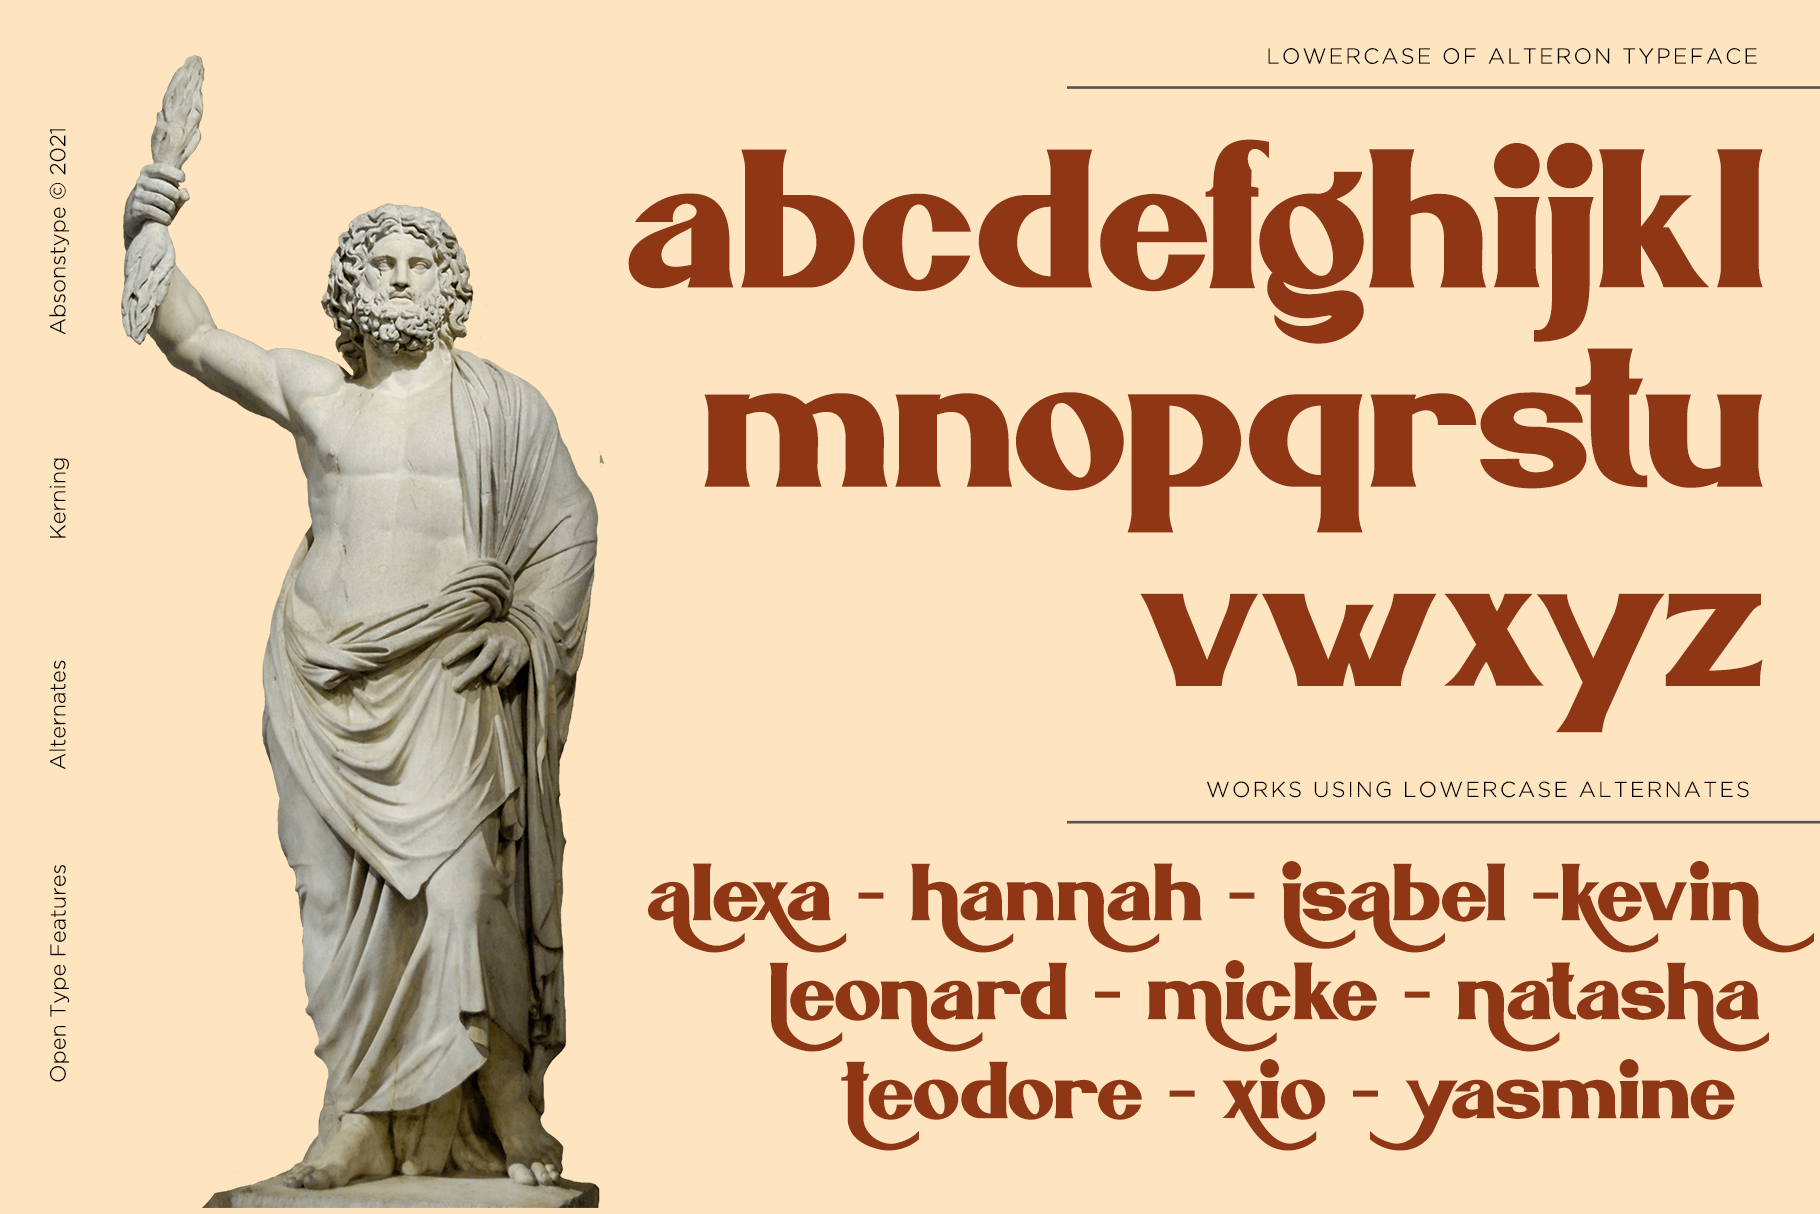 LOWERCASE OF ALTERON TYPEFACE
abcdefghijkl
mnopqrstu
vwxyz
WORKS USING LOWERCASE ALTERNATES
alexa - hannah - isabel -kevin
leonard - micke - natasha
teodore - xio - yasmine
Absonstype © 2021
Kerning
Alternates
Open Type Features